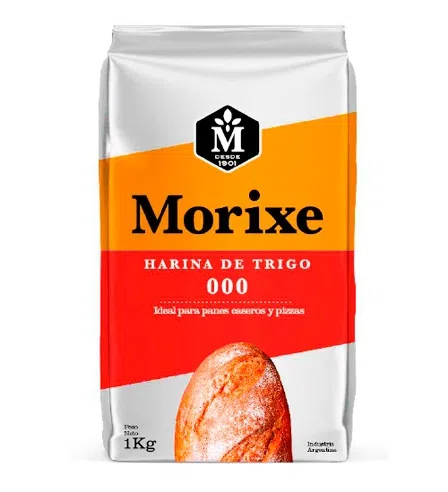 M
DESDE
1901
Morixe
HARINA DE TRIGO
000
Ideal para panes caseros y pizzas
Peso
Neto
1Kg
Industria
Argentina